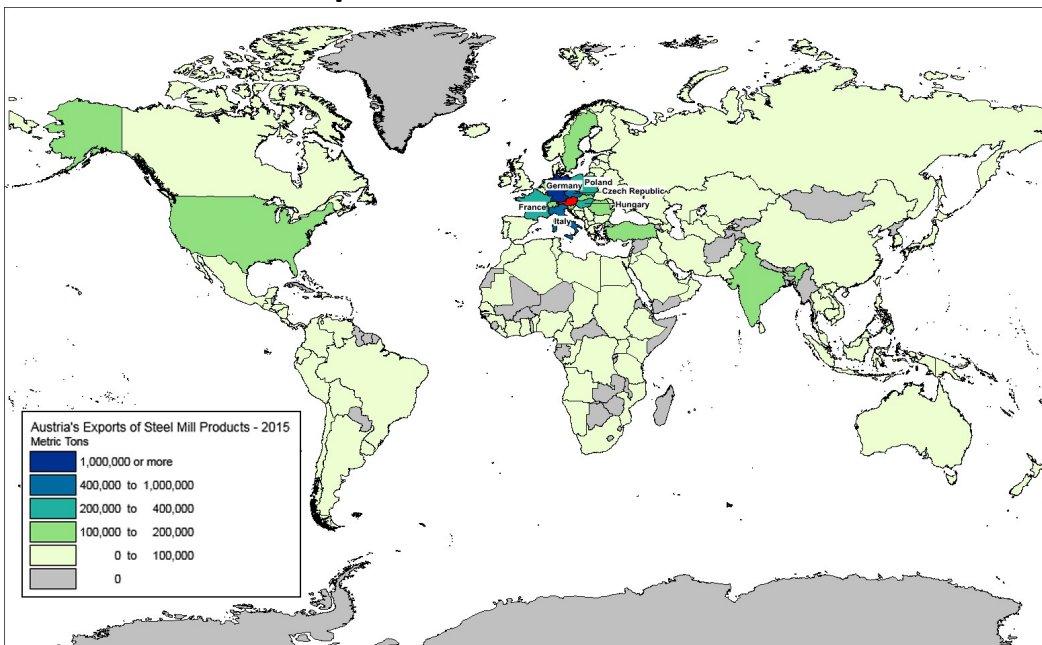 Germany
Poland
Czech Republic
Hungary
France
Italy
Austria's Exports of Steel Mill Products - 2015
Metric Tons
1,000,000 or more
400,000 to 1,000,000
200,000 to 400,000
100,000 to 200,000
0 to 100,000
0